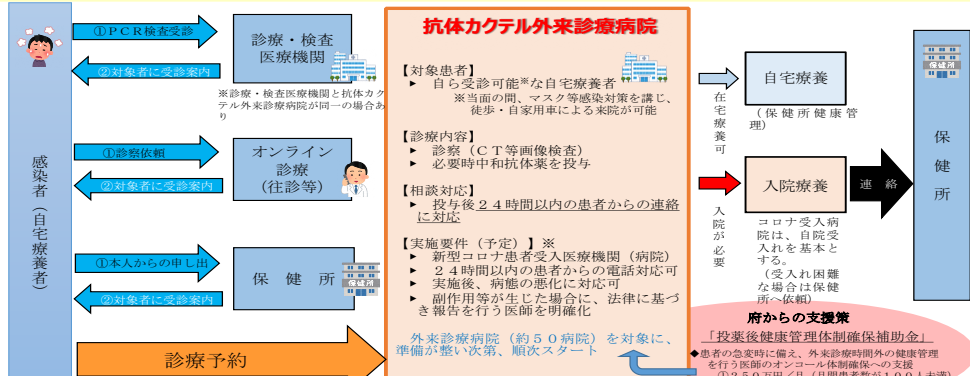 ①ＰＣＲ検査受診
②対象者に受診案内
診療・検査
医療機関
※診療・検査医療機関と抗体カク
テル外来診療病院が同一の場合あ
り
感染者（自宅療養者）
①診察依頼
②対象者に受診案内
オンライン
診療
（往診等）
①本人からの申し出
②対象者に受診案内
保健所
診療予約
抗体カクテル外来診療病院
【対象患者】
▶ 自ら受診可能※な自宅療養者
※当面の間、マスク等感染対策を講じ、
徒歩・自家用車による来院が可能
【診療内容】
▶ 診察（ＣＴ等画像検査）
▶ 必要時中和抗体薬を投与
【相談対応】
▶ 投与後２４時間以内の患者からの連絡
に対応
【実施要件（予定）】※
▶ 新型コロナ患者受入医療機関（病院）
▶ ２４時間以内の患者からの電話対応可
▶ 実施後、病態の悪化に対応可
▶ 副作用等が生じた場合に、法律に基づ
き報告を行う医師を明確化
外来診療病院（約５０病院）を対象に、
準備が整い次第、順次スタート
在宅療養可
自宅療養
（保健所健康管
理）
入院が必要
入院療養
コロナ受入病
院は、自院受
入れを基本と
する。
（受入れ困難
な場合は保健
所へ依頼）
連絡
保健所
保健所
保健所
府からの支援策
「投薬後健康管理体制確保補助金」
◆患者の急変時に備え、外来診療時間外の健康管理
を行う医師のオンコール体制確保への支援
①２５０万円／月（月間患者数が１００人未満）